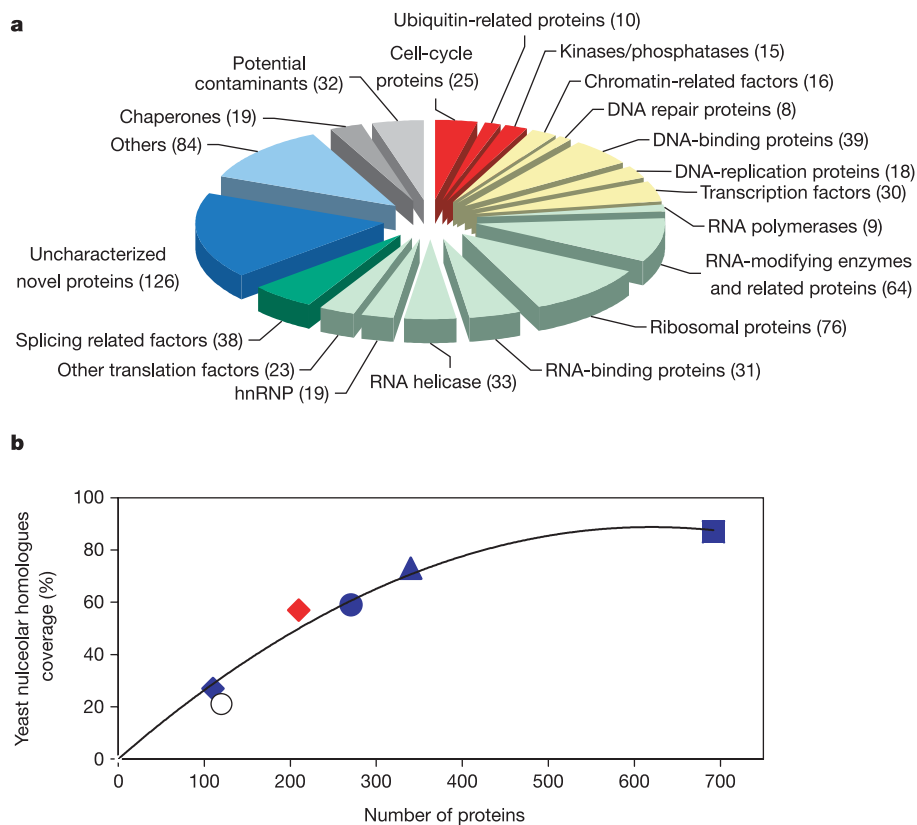 a
Ubiquitin-related proteins (10)
Cell-cycle
proteins (25)
Kinases/phosphatases (15)
Potential
contaminants (32)
Chromatin-related factors (16)
DNA repair proteins (8)
Chaperones (19)
Others (84)
DNA-binding proteins (39)
DNA-replication proteins (18)
Transcription factors (30)
RNA polymerases (9)
Uncharacterized
novel proteins (126)
RNA-modifying enzymes
and related proteins (64)
Ribosomal proteins (76)
Splicing related factors (38)
Other translation factors (23)
hnRNP (19)
RNA helicase (33)
RNA-binding proteins (31)
b
Yeast nulceolar homologues
coverage (%)
100
80
60
40
20
0
0 100 200 300 400 500 600 700
Number of proteins